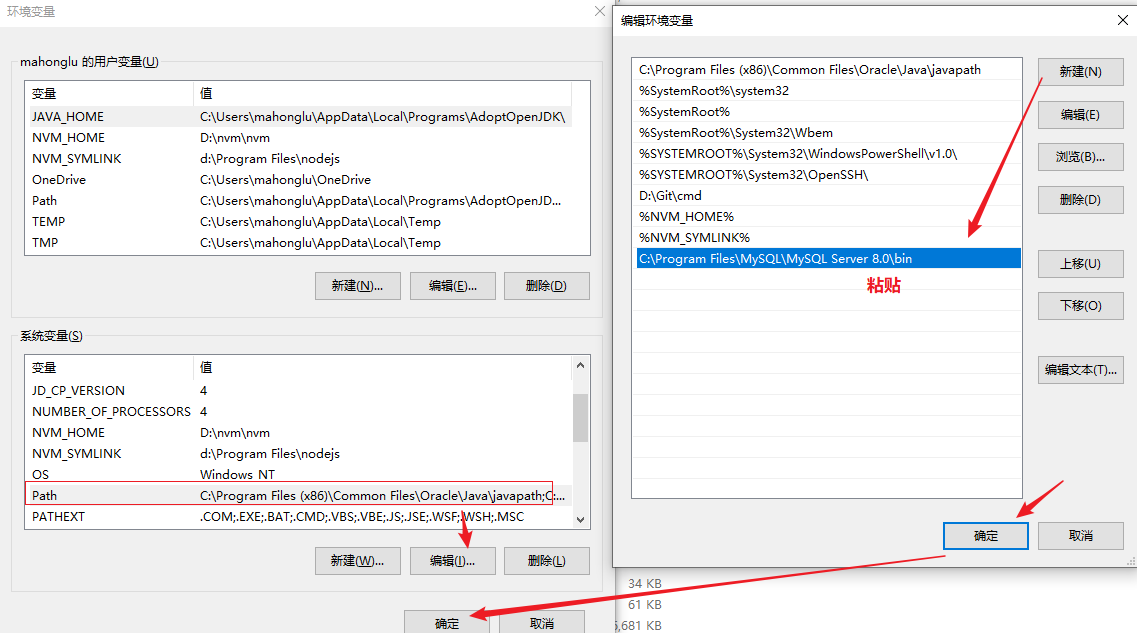 环境变量
mahonglu 的用户变量(U)
变量 值
JAVA_HOME C:\Users\mahonglu\AppData\Local\Programs\AdoptOpenJDK\
NVM_HOME D:\nvm\nvm
NVM_SYMLINK d:\Program Files\nodejs
OneDrive C:\Users\mahonglu\OneDrive
Path C:\Users\mahonglu\AppData\Local\Programs\AdoptOpenJD...
TEMP C:\Users\mahonglu\AppData\Local\Temp
TMP C:\Users\mahonglu\AppData\Local\Temp
新建(N)... 编辑(E)... 删除(D)
系统变量(S)
变量 值
JD_CP_VERSION 4
NUMBER_OF_PROCESSORS 4
NVM_HOME D:\nvm\nvm
NVM_SYMLINK d:\Program Files\nodejs
OS Windows_NT
Path C:\Program Files (x86)\Common Files\Oracle\Java\javapath;C:...
PATHEXT .COM;.EXE;.BAT;.CMD;.VBS;.VBE;.JS;.JSE;.WSF;.WSH;.MSC
新建(W)... 编辑(I)... 删除(L)
确定 取消
编辑环境变量
C:\Program Files (x86)\Common Files\Oracle\Java\javapath
%SystemRoot%\system32
%SystemRoot%
%SystemRoot%\System32\Wbem
%SYSTEMROOT%\System32\WindowsPowerShell\v1.0\
%SYSTEMROOT%\System32\OpenSSH\
D:\Git\cmd
%NVM_HOME%
%NVM_SYMLINK%
C:\Program Files\MySQL\MySQL Server 8.0\bin
粘贴
新建(N)
编辑(E)
浏览(B)...
删除(D)
上移(U)
下移(O)
编辑文本(T)...
确定 取消
34 KB
61 KB
,681 KB